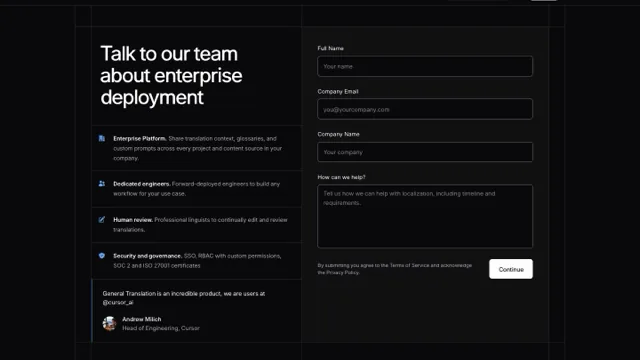 Talk to our team
about enterprise
deployment
Enterprise Platform. Share translation context, glossaries, and
custom prompts across every project and content source in your
company.
Dedicated engineers. Forward-deployed engineers to build any
workflow for your use case.
Human review. Professional linguists to continually edit and review
translations.
Security and governance. SSO, RBAC with custom permissions,
SOC 2 and ISO 27001 certificates
General Translation is an incredible product, we are users at
@cursor_ai
Andrew Milich
Head of Engineering, Cursor
Full Name
Your name
Company Email
you@yourcompany.com
Company Name
Your company
How can we help?
Tell us how we can help with localization, including timeline and
requirements.
By submitting you agree to the Terms of Service and acknowledge
the Privacy Policy.
Continue